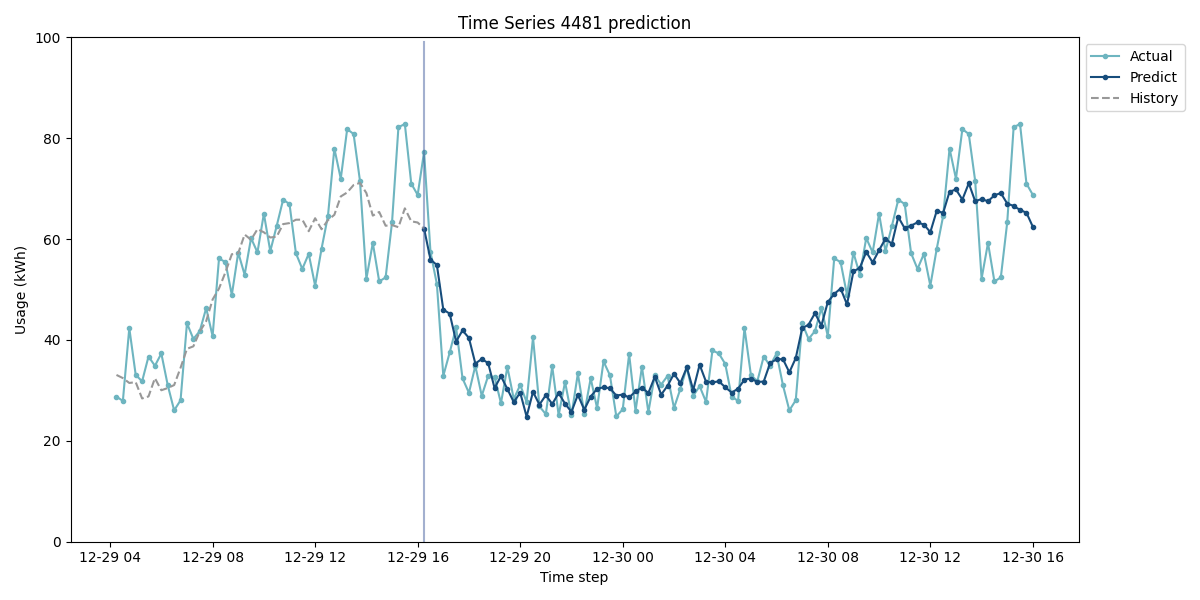 Time Series 4481 prediction
Usage (kWh)
100
80
60
40
20
0
12-29 04
12-29 08
12-29 12
12-29 16
12-29 20
12-30 00
12-30 04
12-30 08
12-30 12
12-30 16
Time step
Actual
Predict
History